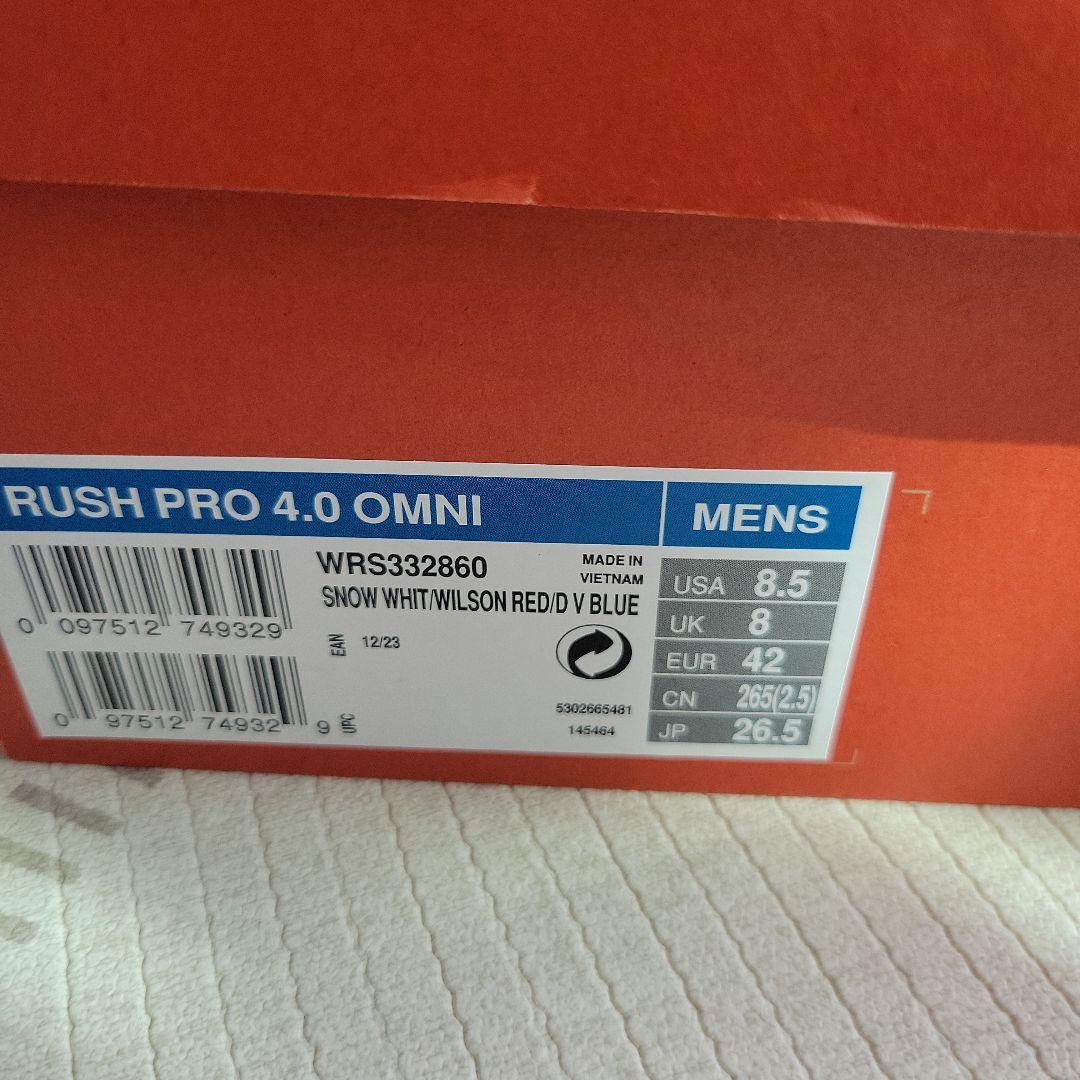 RUSH PRO 4.0 OMNI
MENS
WRS332860
MADE IN
VIETNAM
SNOW WHIT/WILSON RED/D V BLUE
0 097512 749329
EAN
12/23
0 97512 74932 9
UPC
5302665481
145464
USA 8.5
UK 8
EUR 42
CN 265(2.5)
JP 26.5